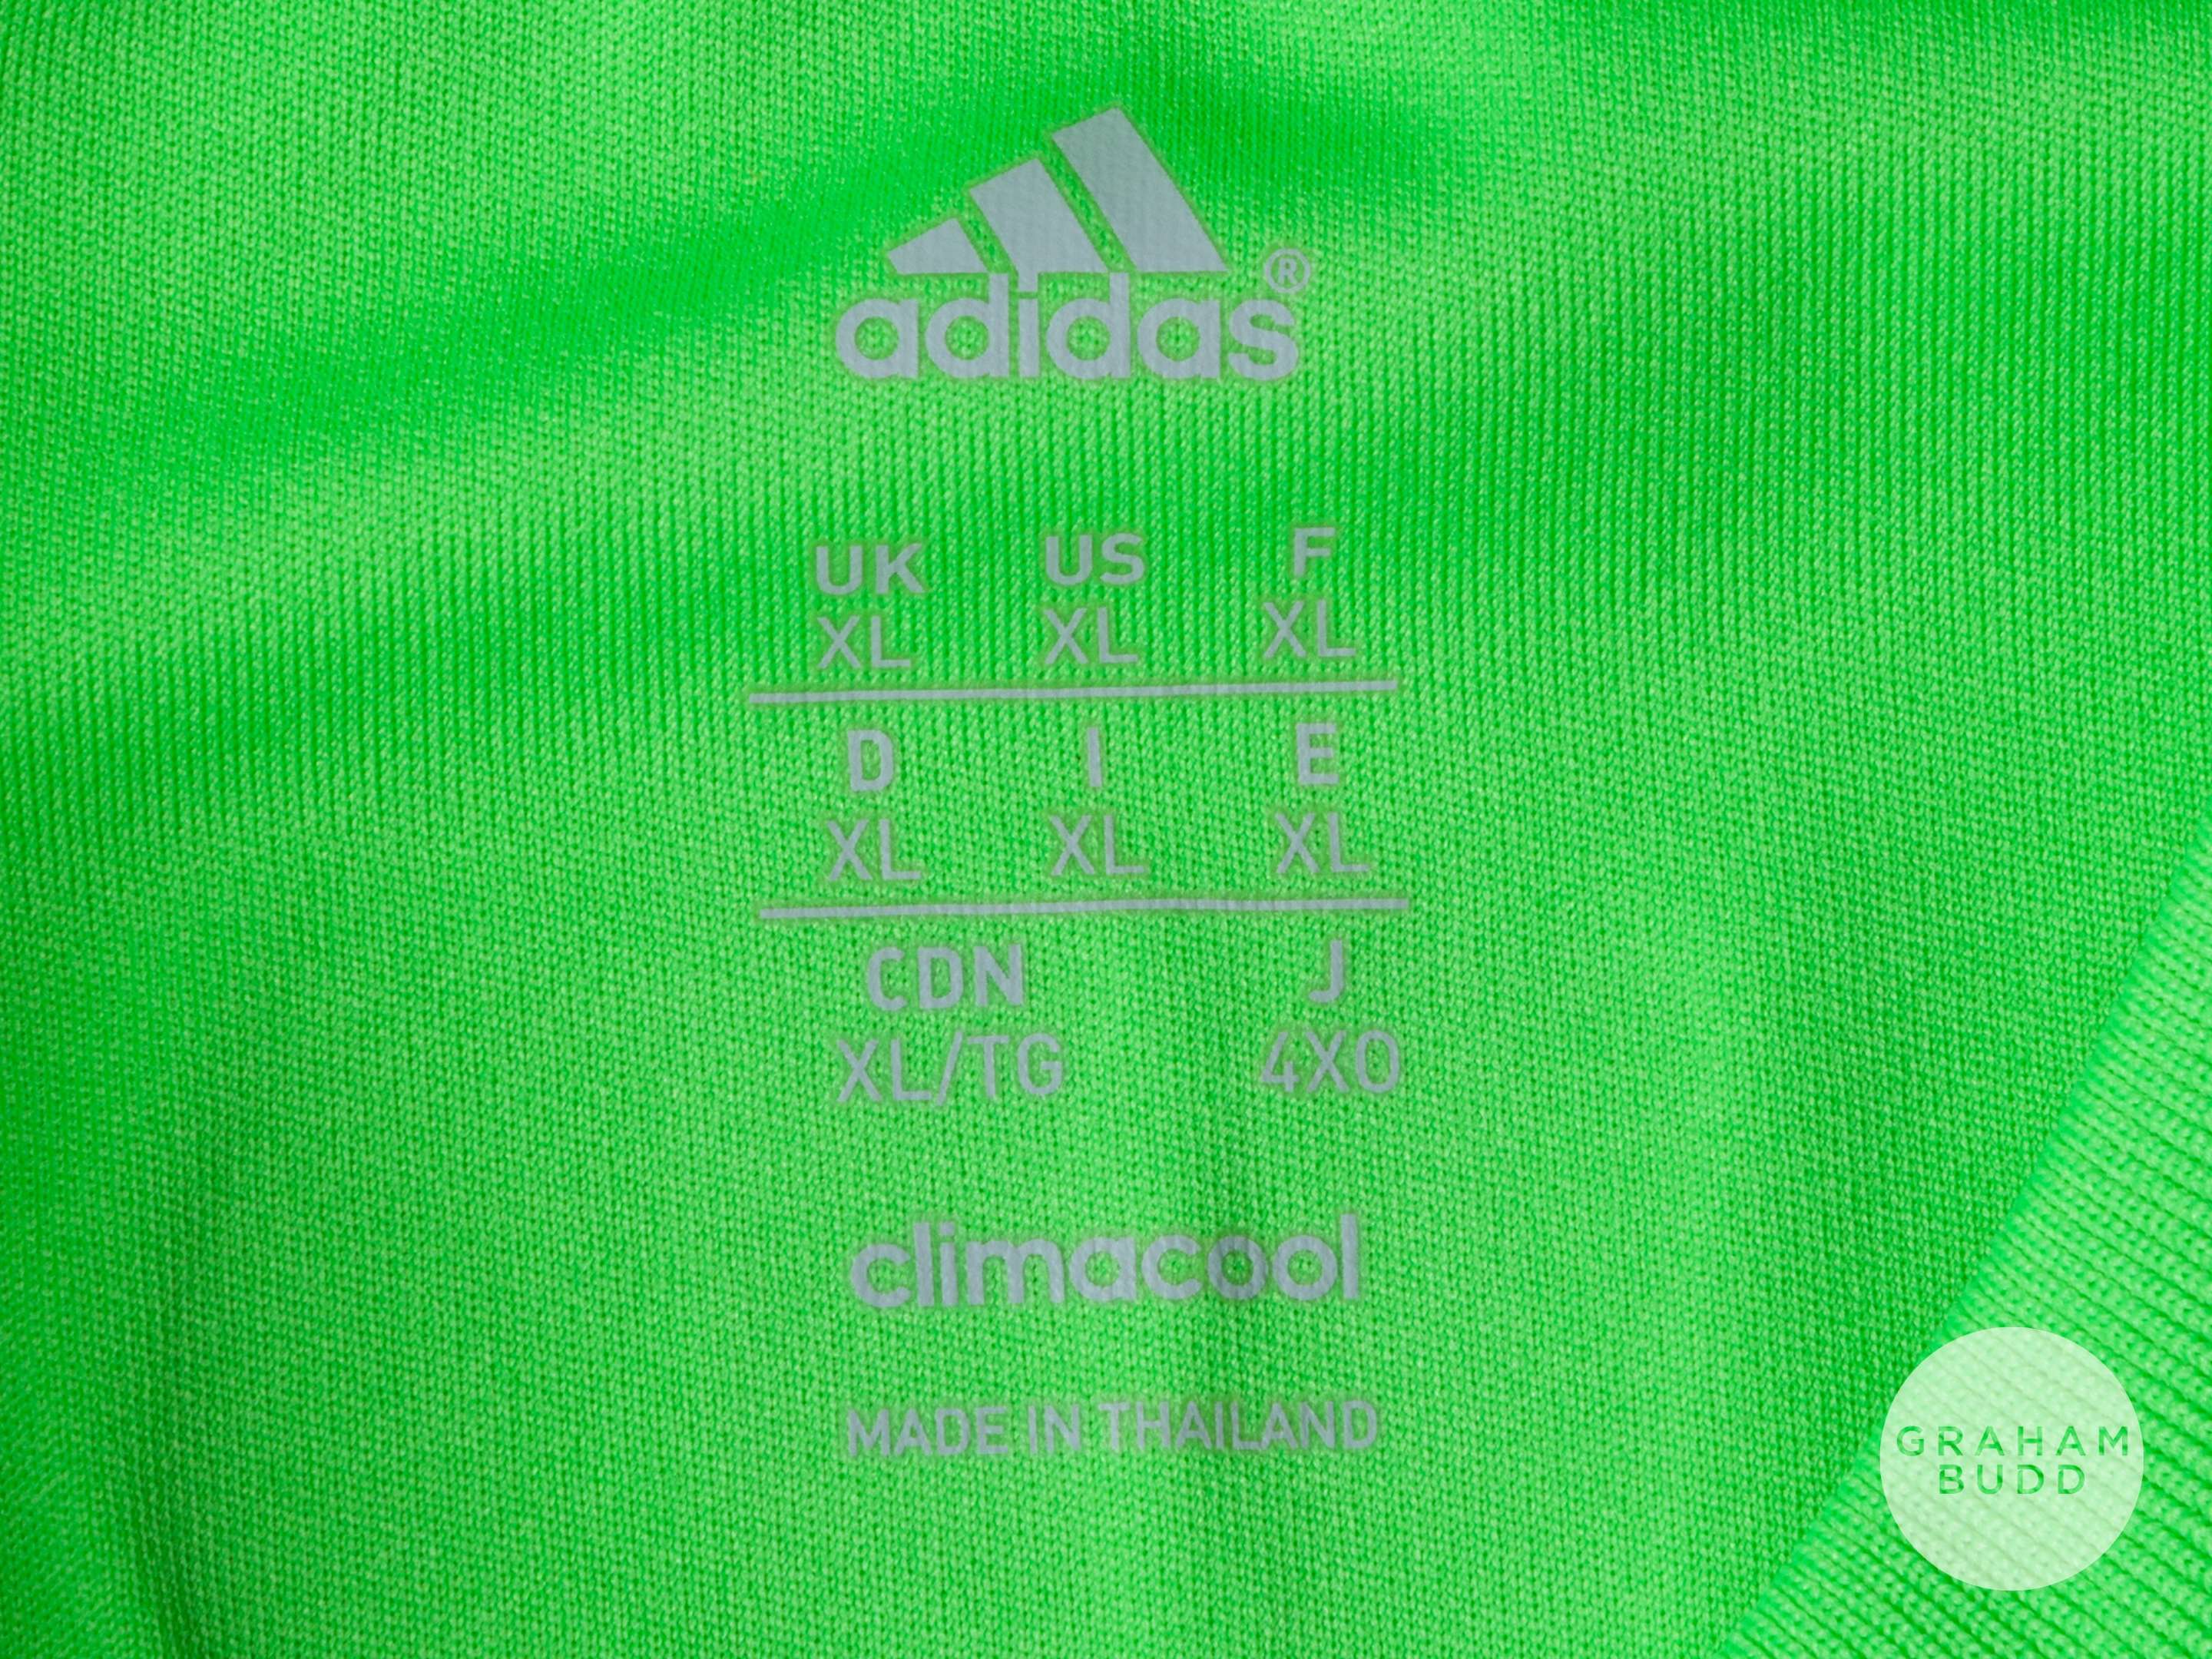 adidas®
UK US F
XL XL XL
D I E
XL XL XL
CDN J
XL/TG 4XO
climacool
MADE IN THAILAND
GRAHAM
BUDD